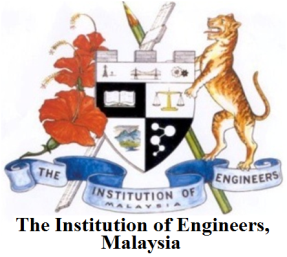 THE INSTITUTION OF ENGINEERS
MALAYSIA
The Institution of Engineers,
Malaysia